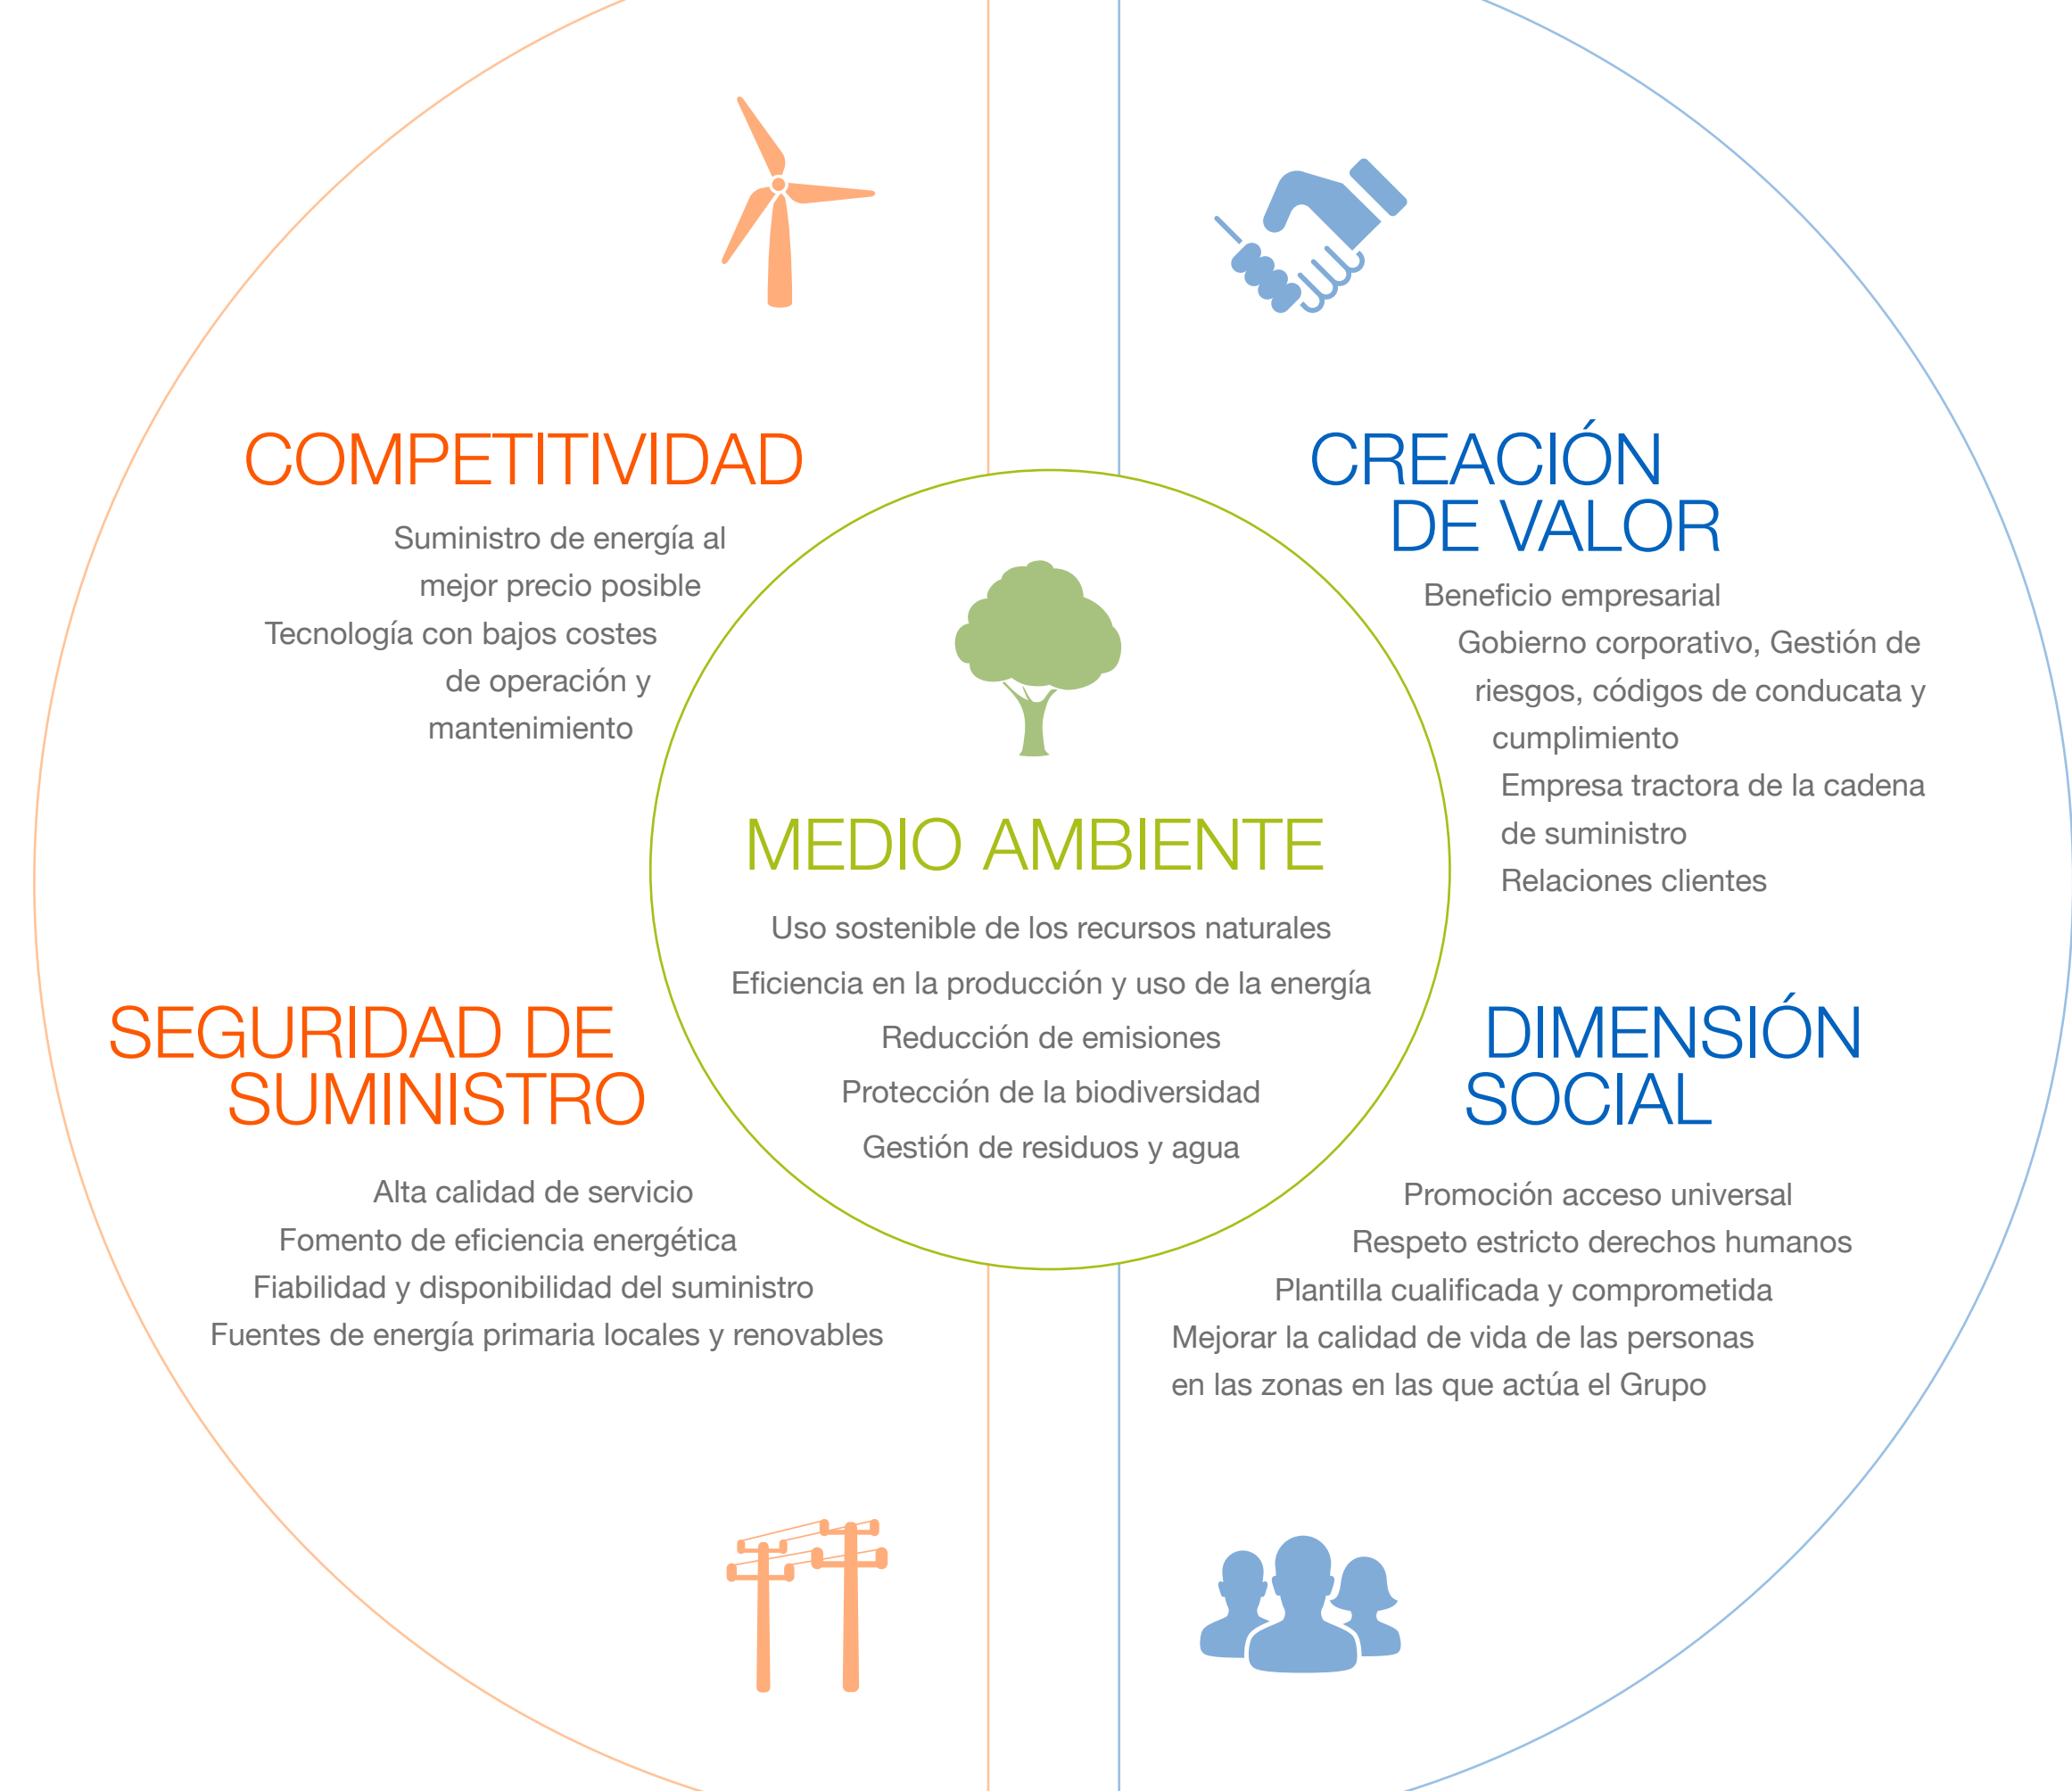 COMPETITIVIDAD
Suministro de energía al
mejor precio posible
Tecnología con bajos costes
de operación y
mantenimiento
CREACIÓN
DE VALOR
Beneficio empresarial
Gobierno corporativo, Gestión de
riesgos, códigos de conducata y
cumplimiento
Empresa tractora de la cadena
de suministro
Relaciones clientes
MEDIO AMBIENTE
Uso sostenible de los recursos naturales
Eficiencia en la producción y uso de la energía
Reducción de emisiones
Protección de la biodiversidad
Gestión de residuos y agua
SEGURIDAD DE
SUMINISTRO
Alta calidad de servicio
Fomento de eficiencia energética
Fiabilidad y disponibilidad del suministro
Fuentes de energía primaria locales y renovables
DIMENSIÓN
SOCIAL
Promoción acceso universal
Respeto estricto derechos humanos
Plantilla cualificada y comprometida
Mejorar la calidad de vida de las personas
en las zonas en las que actúa el Grupo